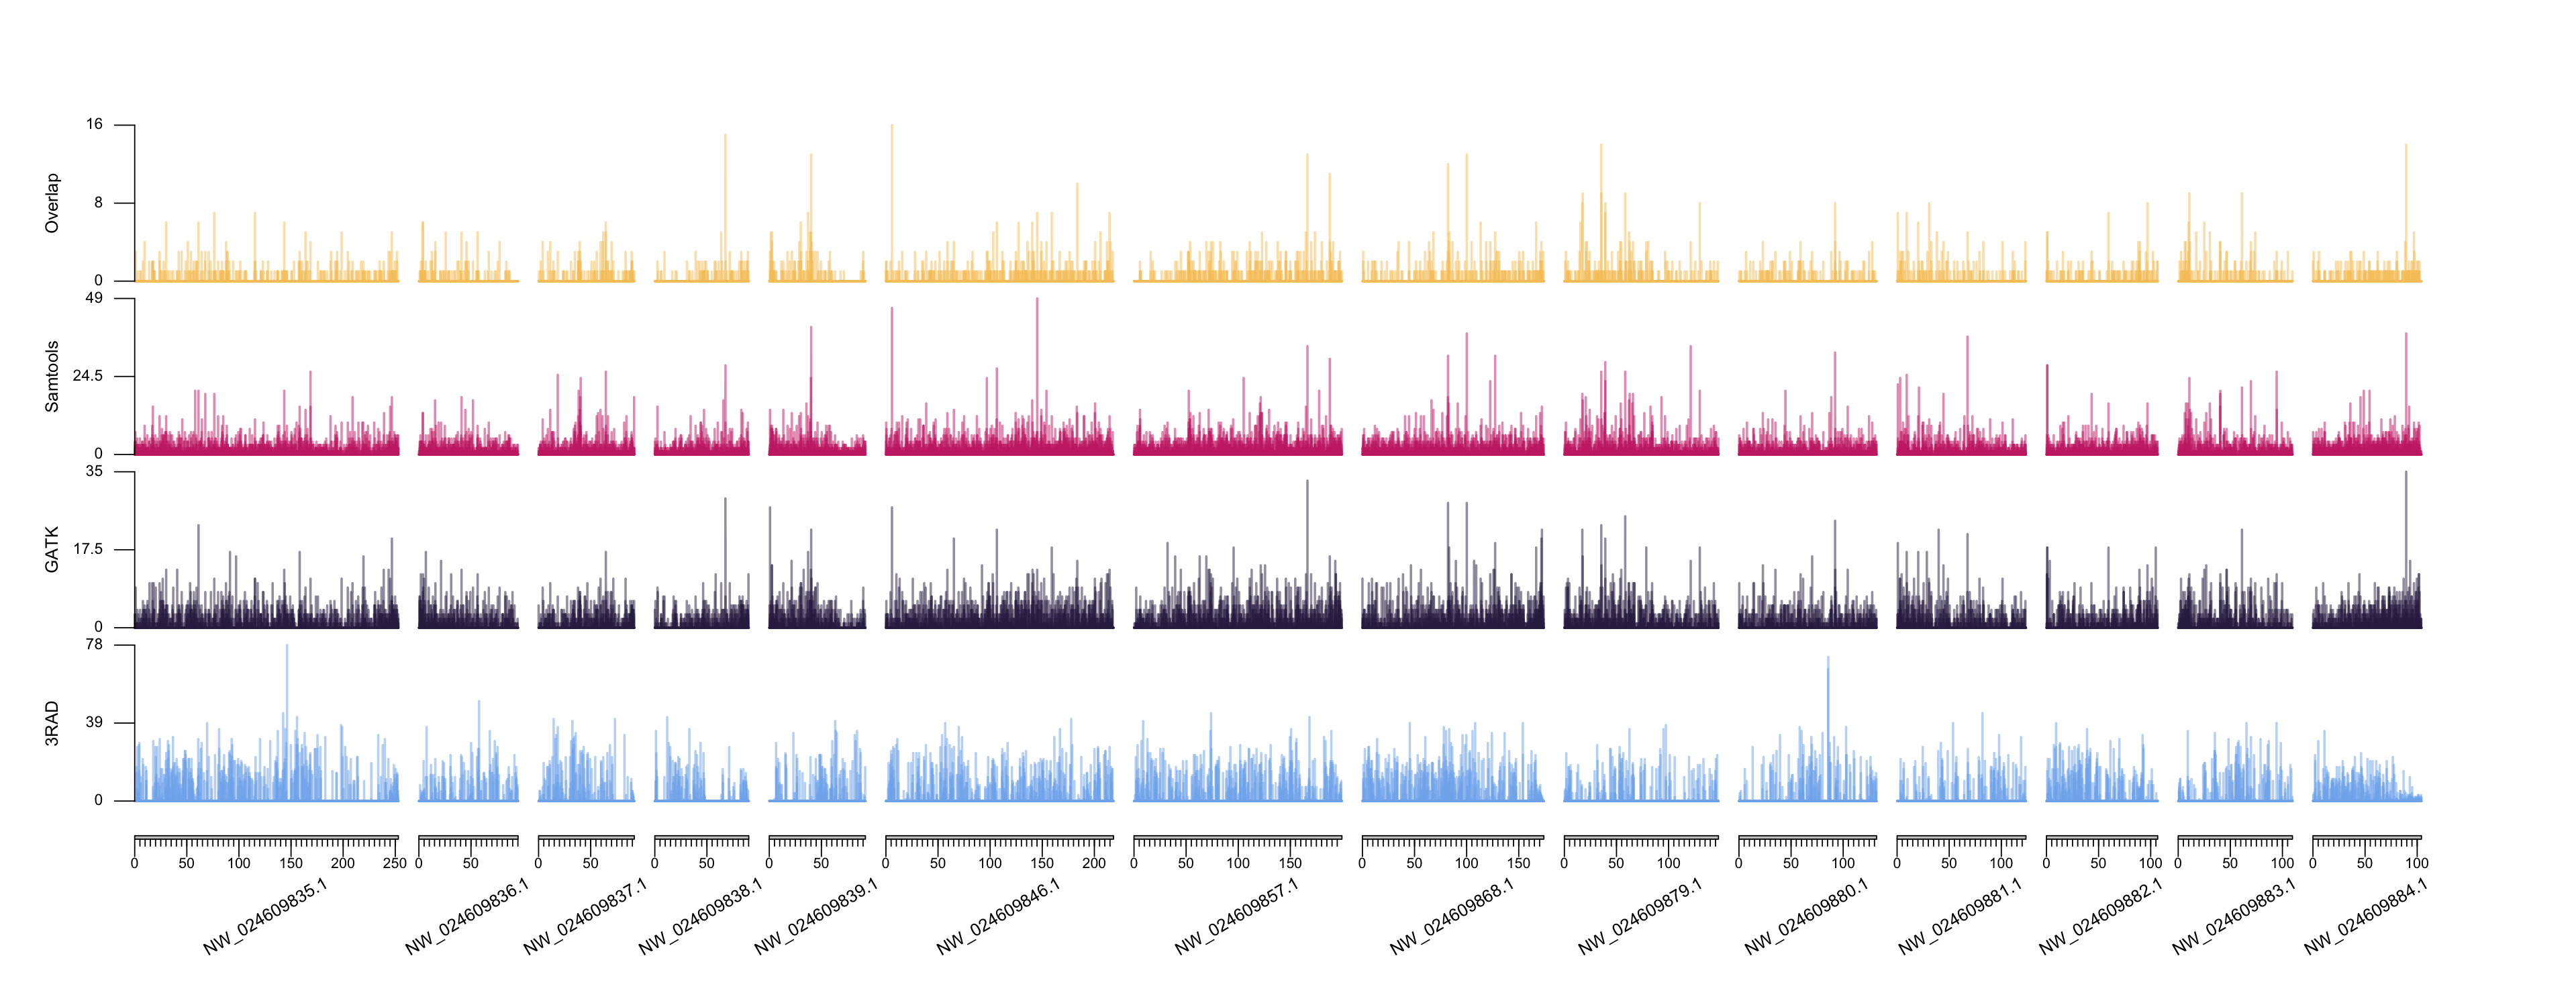 Overlap
16
8
0
Samtools
49
24.5
0
GATK
35
17.5
0
3RAD
78
39
0
0 50 100 150 200 250 0 50 0 50 0 50 0 50 0 50 100 150 200 0 50 100 150 0 50 100 150 0 50 100 0 50 100 0 50 100 0 50 100 0 50 100 0 50 100
NW_024609835.1
NW_024609836.1
NW_024609837.1
NW_024609838.1
NW_024609839.1
NW_024609846.1
NW_024609857.1
NW_024609868.1
NW_024609879.1
NW_024609880.1
NW_024609881.1
NW_024609882.1
NW_024609883.1
NW_024609884.1